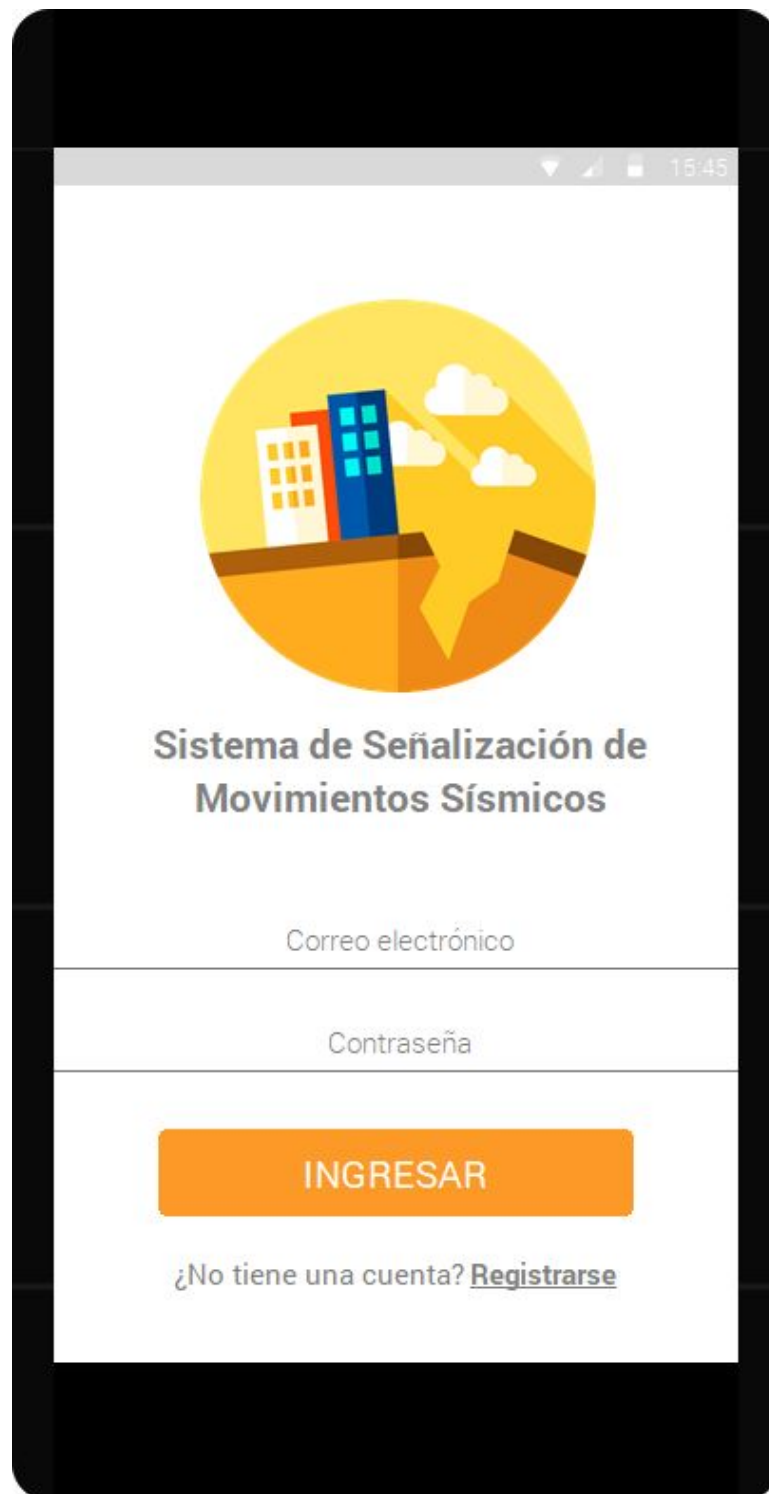 15:45
Sistema de Señalización de
Movimientos Sísmicos
Correo electrónico
Contraseña
INGRESAR
¿No tiene una cuenta? Registrarse